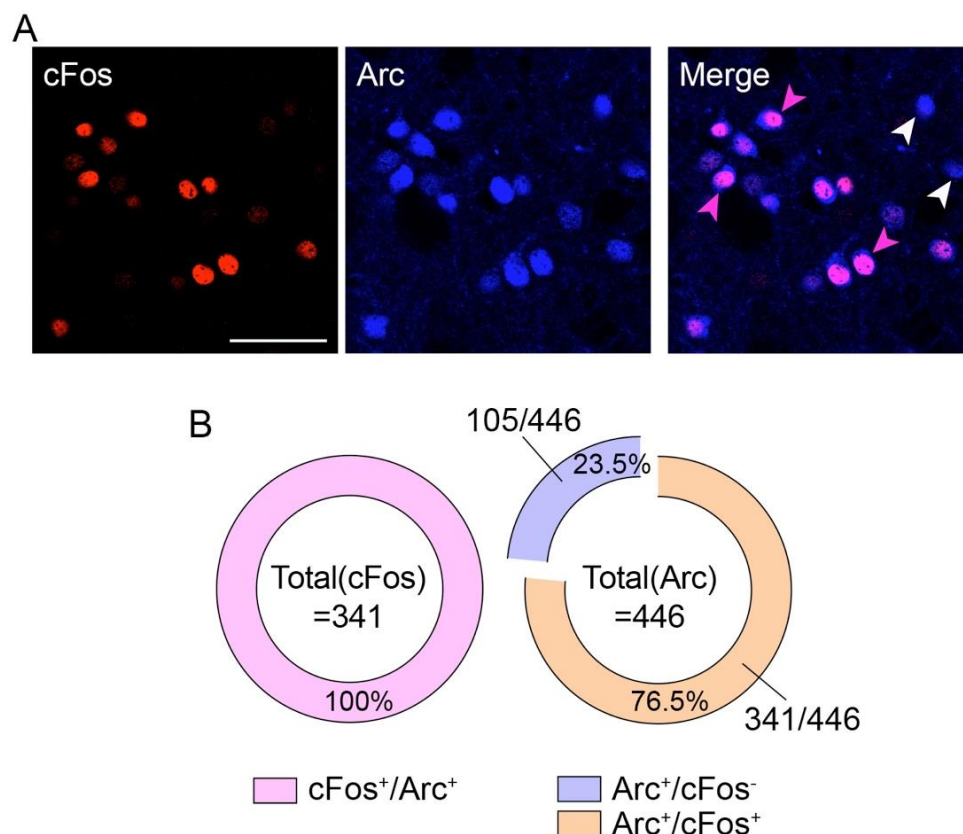 A
cFos
Arc
Merge
B
105/446
23.5%
Total(cFos)
=341
100%
Total(Arc)
=446
76.5%
341/446
cFos⁺/Arc⁺
Arc⁺/cFos⁻
Arc⁺/cFos⁺